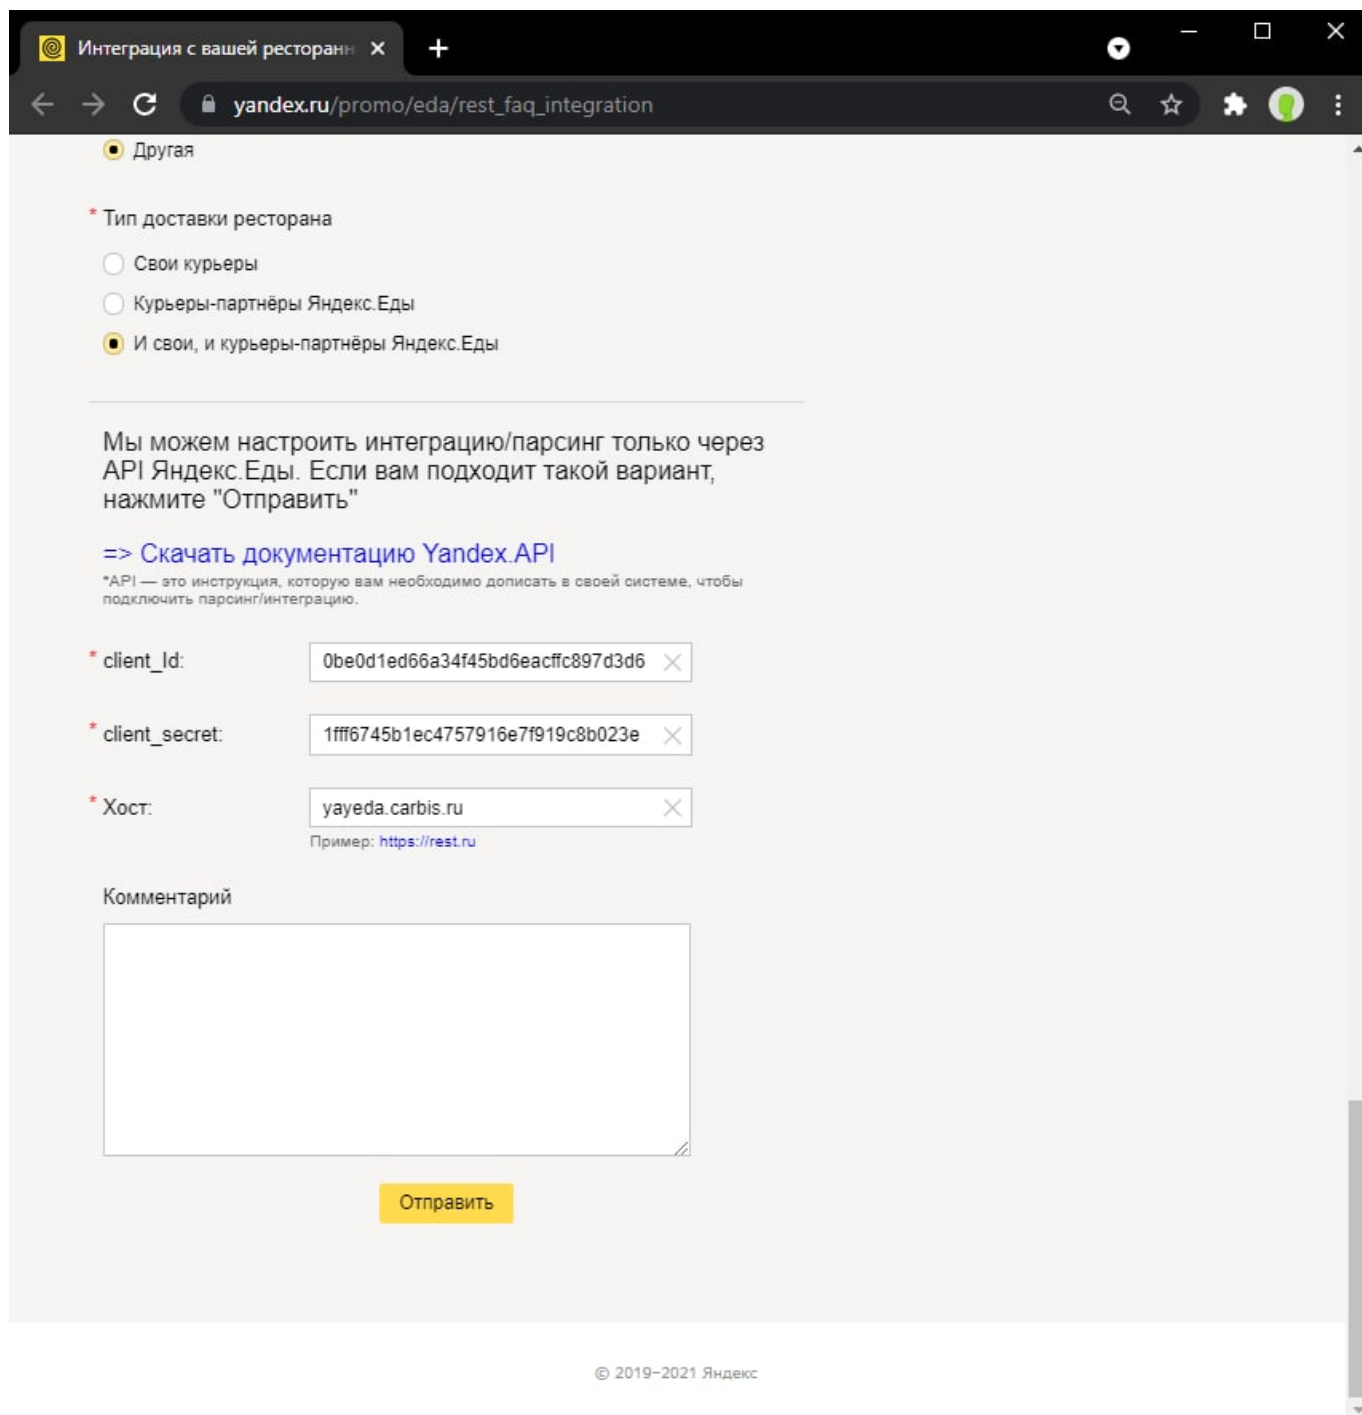 Интеграция с вашей ресторанн
yandex.ru/promo/eda/rest_faq_integration
Другая
* Тип доставки ресторана
Свои курьеры
Курьеры-партнёры Яндекс.Еды
И свои, и курьеры-партнёры Яндекс.Еды
Мы можем настроить интеграцию/парсинг только через
API Яндекс.Еды. Если вам подходит такой вариант,
нажмите "Отправить"
=> Скачать документацию Yandex.API
*API — это инструкция, которую вам необходимо дописать в своей системе, чтобы
подключить парсинг/интеграцию.
* client_Id: 0be0d1ed66a34f45bd6eacffc897d3d6
* client_secret: 1fff6745b1ec4757916e7f919c8b023e
* Хост: yayeda.carbis.ru
Пример: https://rest.ru
Комментарий
Отправить
© 2019–2021 Яндекс